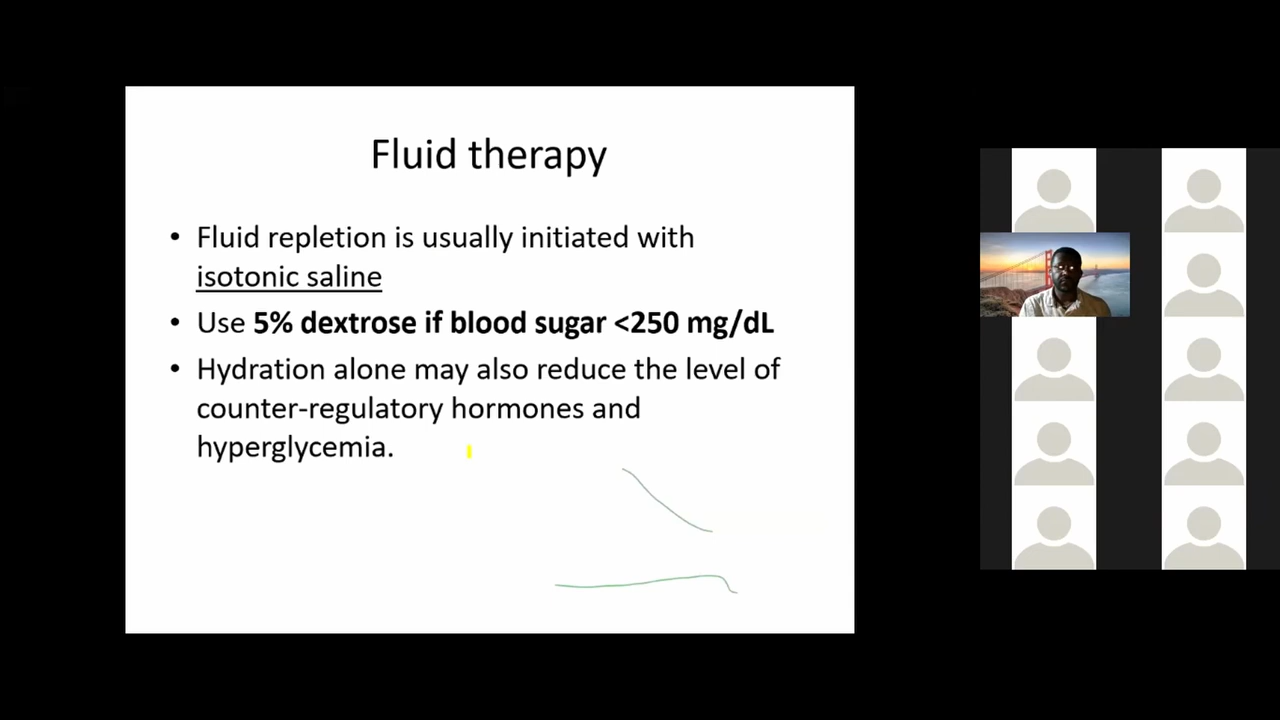 Fluid therapy
• Fluid repletion is usually initiated with
isotonic saline
• Use 5% dextrose if blood sugar <250 mg/dL
• Hydration alone may also reduce the level of
counter-regulatory hormones and
hyperglycemia.